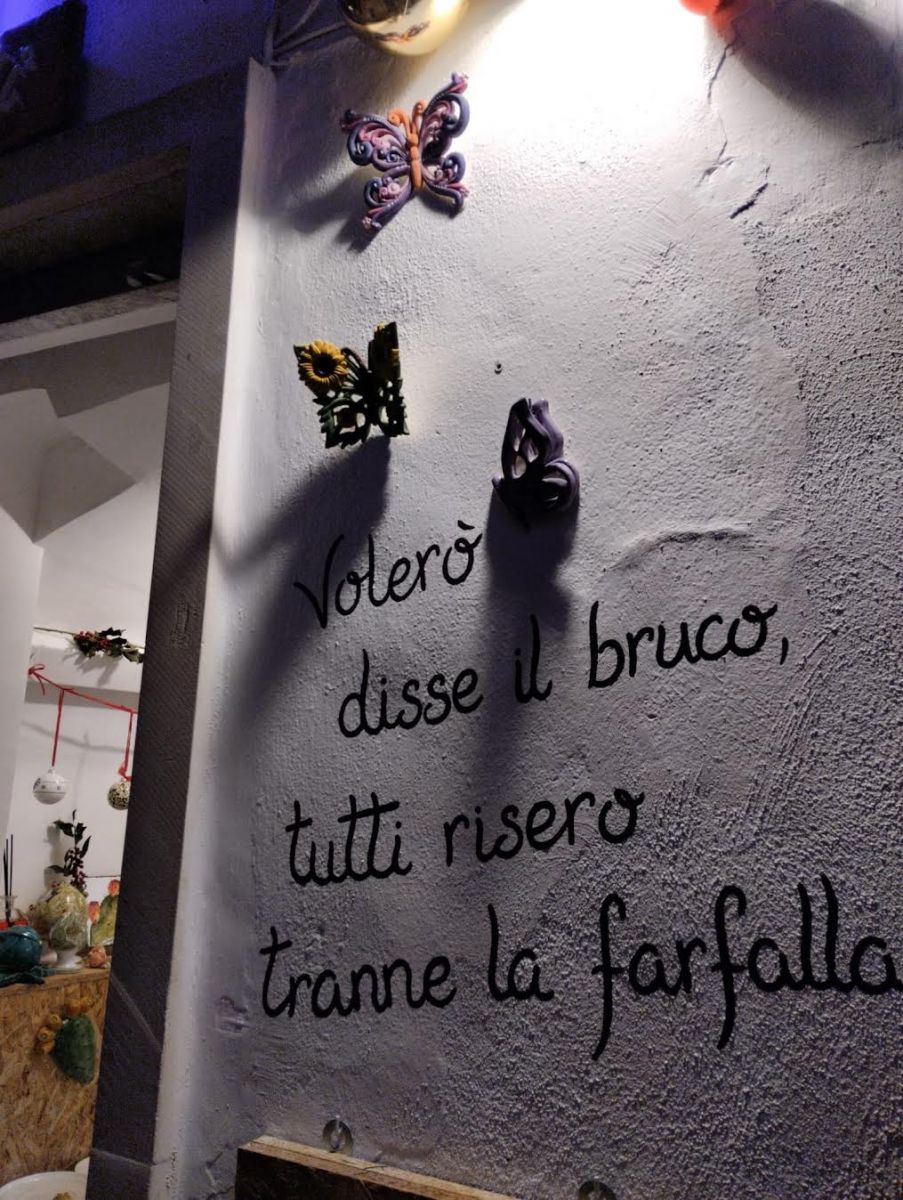 Volerò
disse il bruco,
tutti risero
tranne la farfalla